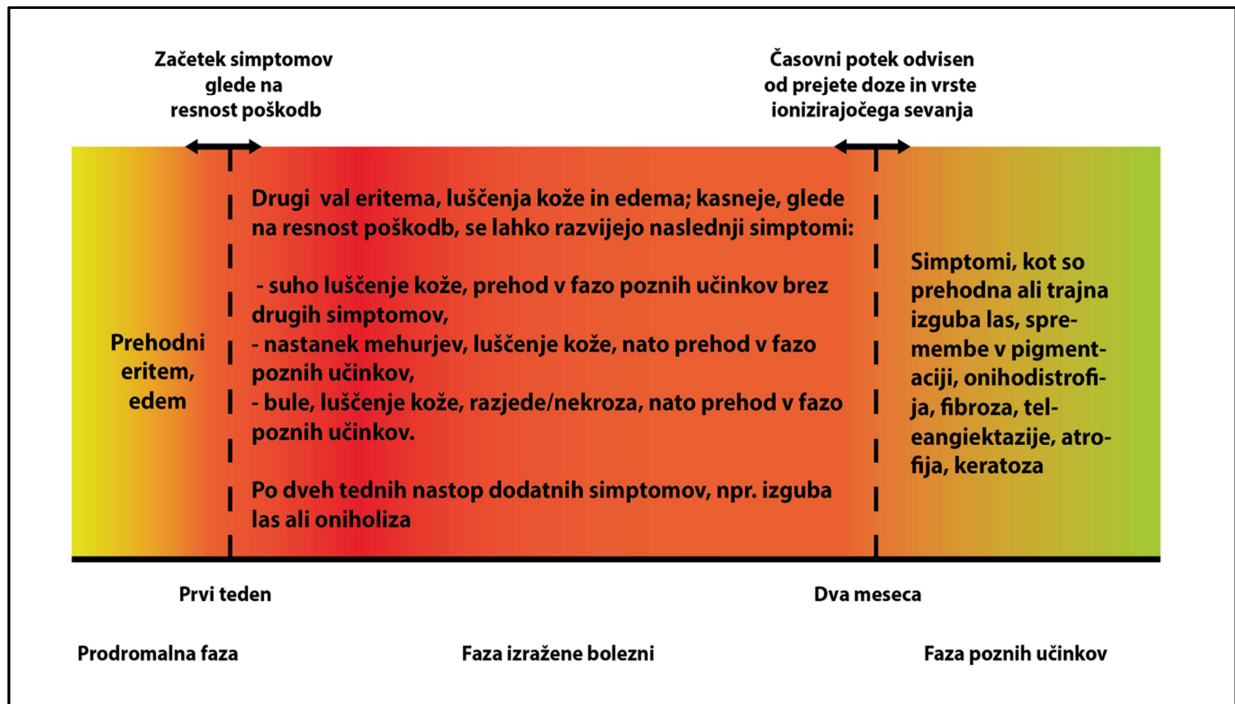 Začetek simptomov
glede na
resnost poškodb
Časovni potek odvisen
od prejete doze in vrste
ionizirajočega sevanja
Prehodni
eritem,
edem
Drugi val eritema, luščenja kože in edema; kasneje, glede
na resnost poškodb, se lahko razvijejo naslednji simptomi:
- suho luščenje kože, prehod v fazo poznih učinkov brez
drugih simptomov,
- nastanek mehurjev, luščenje kože, nato prehod v fazo
poznih učinkov,
- bule, luščenje kože, razjede/nekroza, nato prehod v fazo
poznih učinkov.
Po dveh tednih nastop dodatnih simptomov, npr. izguba
las ali oniholiza
Simptomi, kot so
prehodna ali trajna
izguba las, spre-
membe v pigment-
aciji, onihodistrofi-
ja, fibroza, tel-
eangiektazije, atro-
fija, keratoza
Prvi teden
Dva meseca
Prodromalna faza
Faza izražene bolezni
Faza poznih učinkov